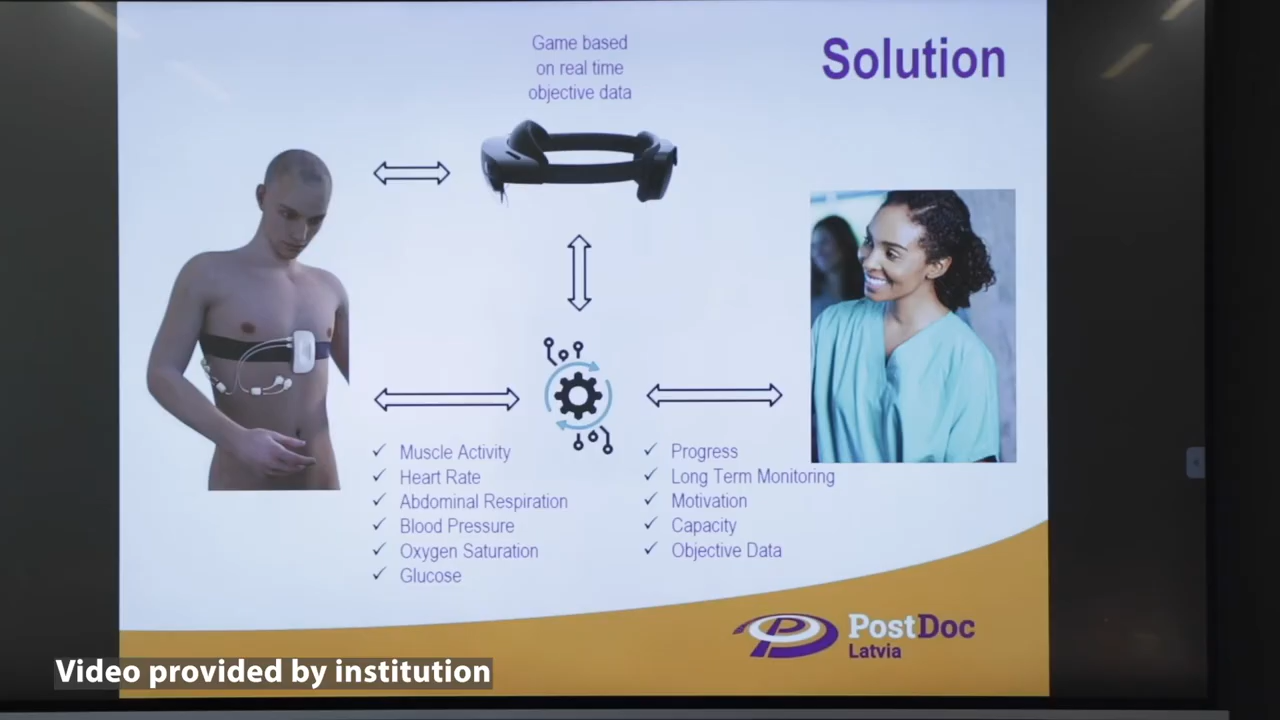 Game based
on real time
objective data
Solution
✓ Muscle Activity
✓ Heart Rate
✓ Abdominal Respiration
✓ Blood Pressure
✓ Oxygen Saturation
✓ Glucose
✓ Progress
✓ Long Term Monitoring
✓ Motivation
✓ Capacity
✓ Objective Data
PostDoc
Latvia
Video provided by institution